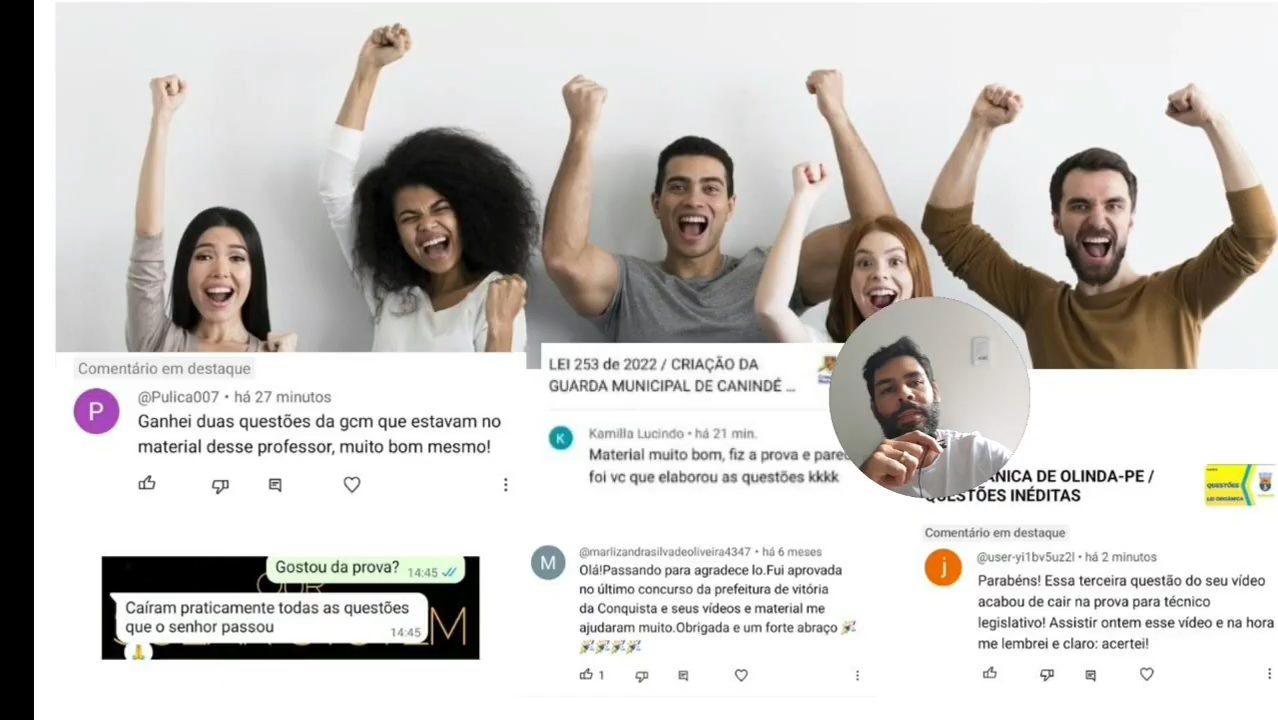 Comentário em destaque
@Pulica007 • há 27 minutos
Ganhei duas questões da gcm que estavam no
material desse professor, muito bom mesmo!
Gostou da prova? 14:45
Caíram praticamente todas as questões
que o senhor passou
14:45
LEI 253 de 2022 / CRIAÇÃO DA
GUARDA MUNICIPAL DE CANINDÉ ...
Kamilla Lucindo • há 21 min.
Material muito bom, fiz a prova e
foi vc que elaborou as questões kkkk
@marlizandrasilvadeoliveira4347 • há 6 meses
Olá!Passando para agradece lo.Fui aprovada
no último concurso da prefeitura de vitória
da Conquista e seus vídeos e material me
ajudaram muito.Obrigada e um forte abraço 🎉
🎉🎉🎉🎉
1
DE OLINDA-PE /
QUESTÕES INÉDITAS
QUESTÕES
LEI ORGÂNICA
Comentário em destaque
@user-yi1bv5uz2l • há 2 minutos
Parabéns! Essa terceira questão do seu vídeo
acabou de cair na prova para técnico
legislativo! Assistir ontem esse vídeo e na hora
me lembrei e claro: acertei!